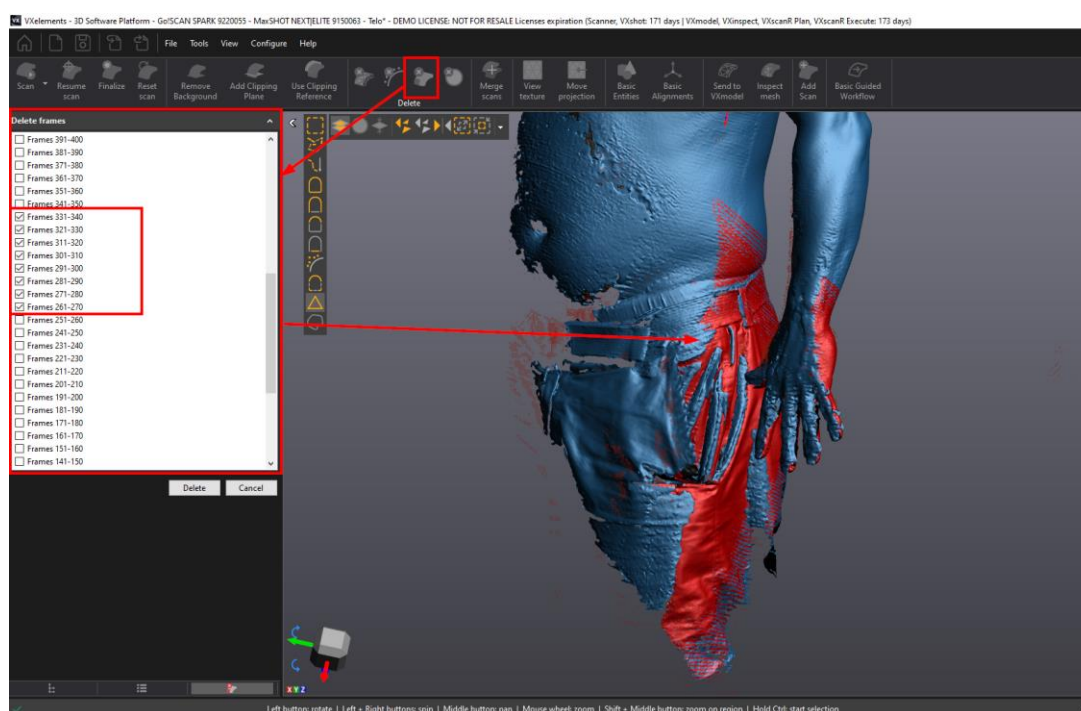 VXelements - 3D Software Platform - Go!SCAN SPARK 9220055 - MaxSHOT NEXT|ELITE 9150063 - Telo* - DEMO LICENSE: NOT FOR RESALE Licenses expiration (Scanner, VXshot: 171 days | VXmodel, VXinspect, VXscanR Plan, VXscanR Execute: 173 days)
File Tools View Configure Help
Scan Resume scan Finalize Reset scan Remove Background Add Clipping Plane Use Clipping Reference Delete Merge scans View texture Move projection Basic Entities Basic Alignments Send to VXmodel Inspect mesh Add Scan Basic Guided Workflow
Delete frames
Frames 391-400
Frames 381-390
Frames 371-380
Frames 361-370
Frames 351-360
Frames 341-350
Frames 331-340
Frames 321-330
Frames 311-320
Frames 301-310
Frames 291-300
Frames 281-290
Frames 271-280
Frames 261-270
Frames 251-260
Frames 241-250
Frames 231-240
Frames 221-230
Frames 211-220
Frames 201-210
Frames 191-200
Frames 181-190
Frames 171-180
Frames 161-170
Frames 151-160
Frames 141-150
Delete Cancel
X Y Z
Left button: rotate | Left + Right buttons: spin | Middle button: pan | Mouse wheel: zoom | Shift + Middle button: zoom on region | Hold Ctrl: start selection